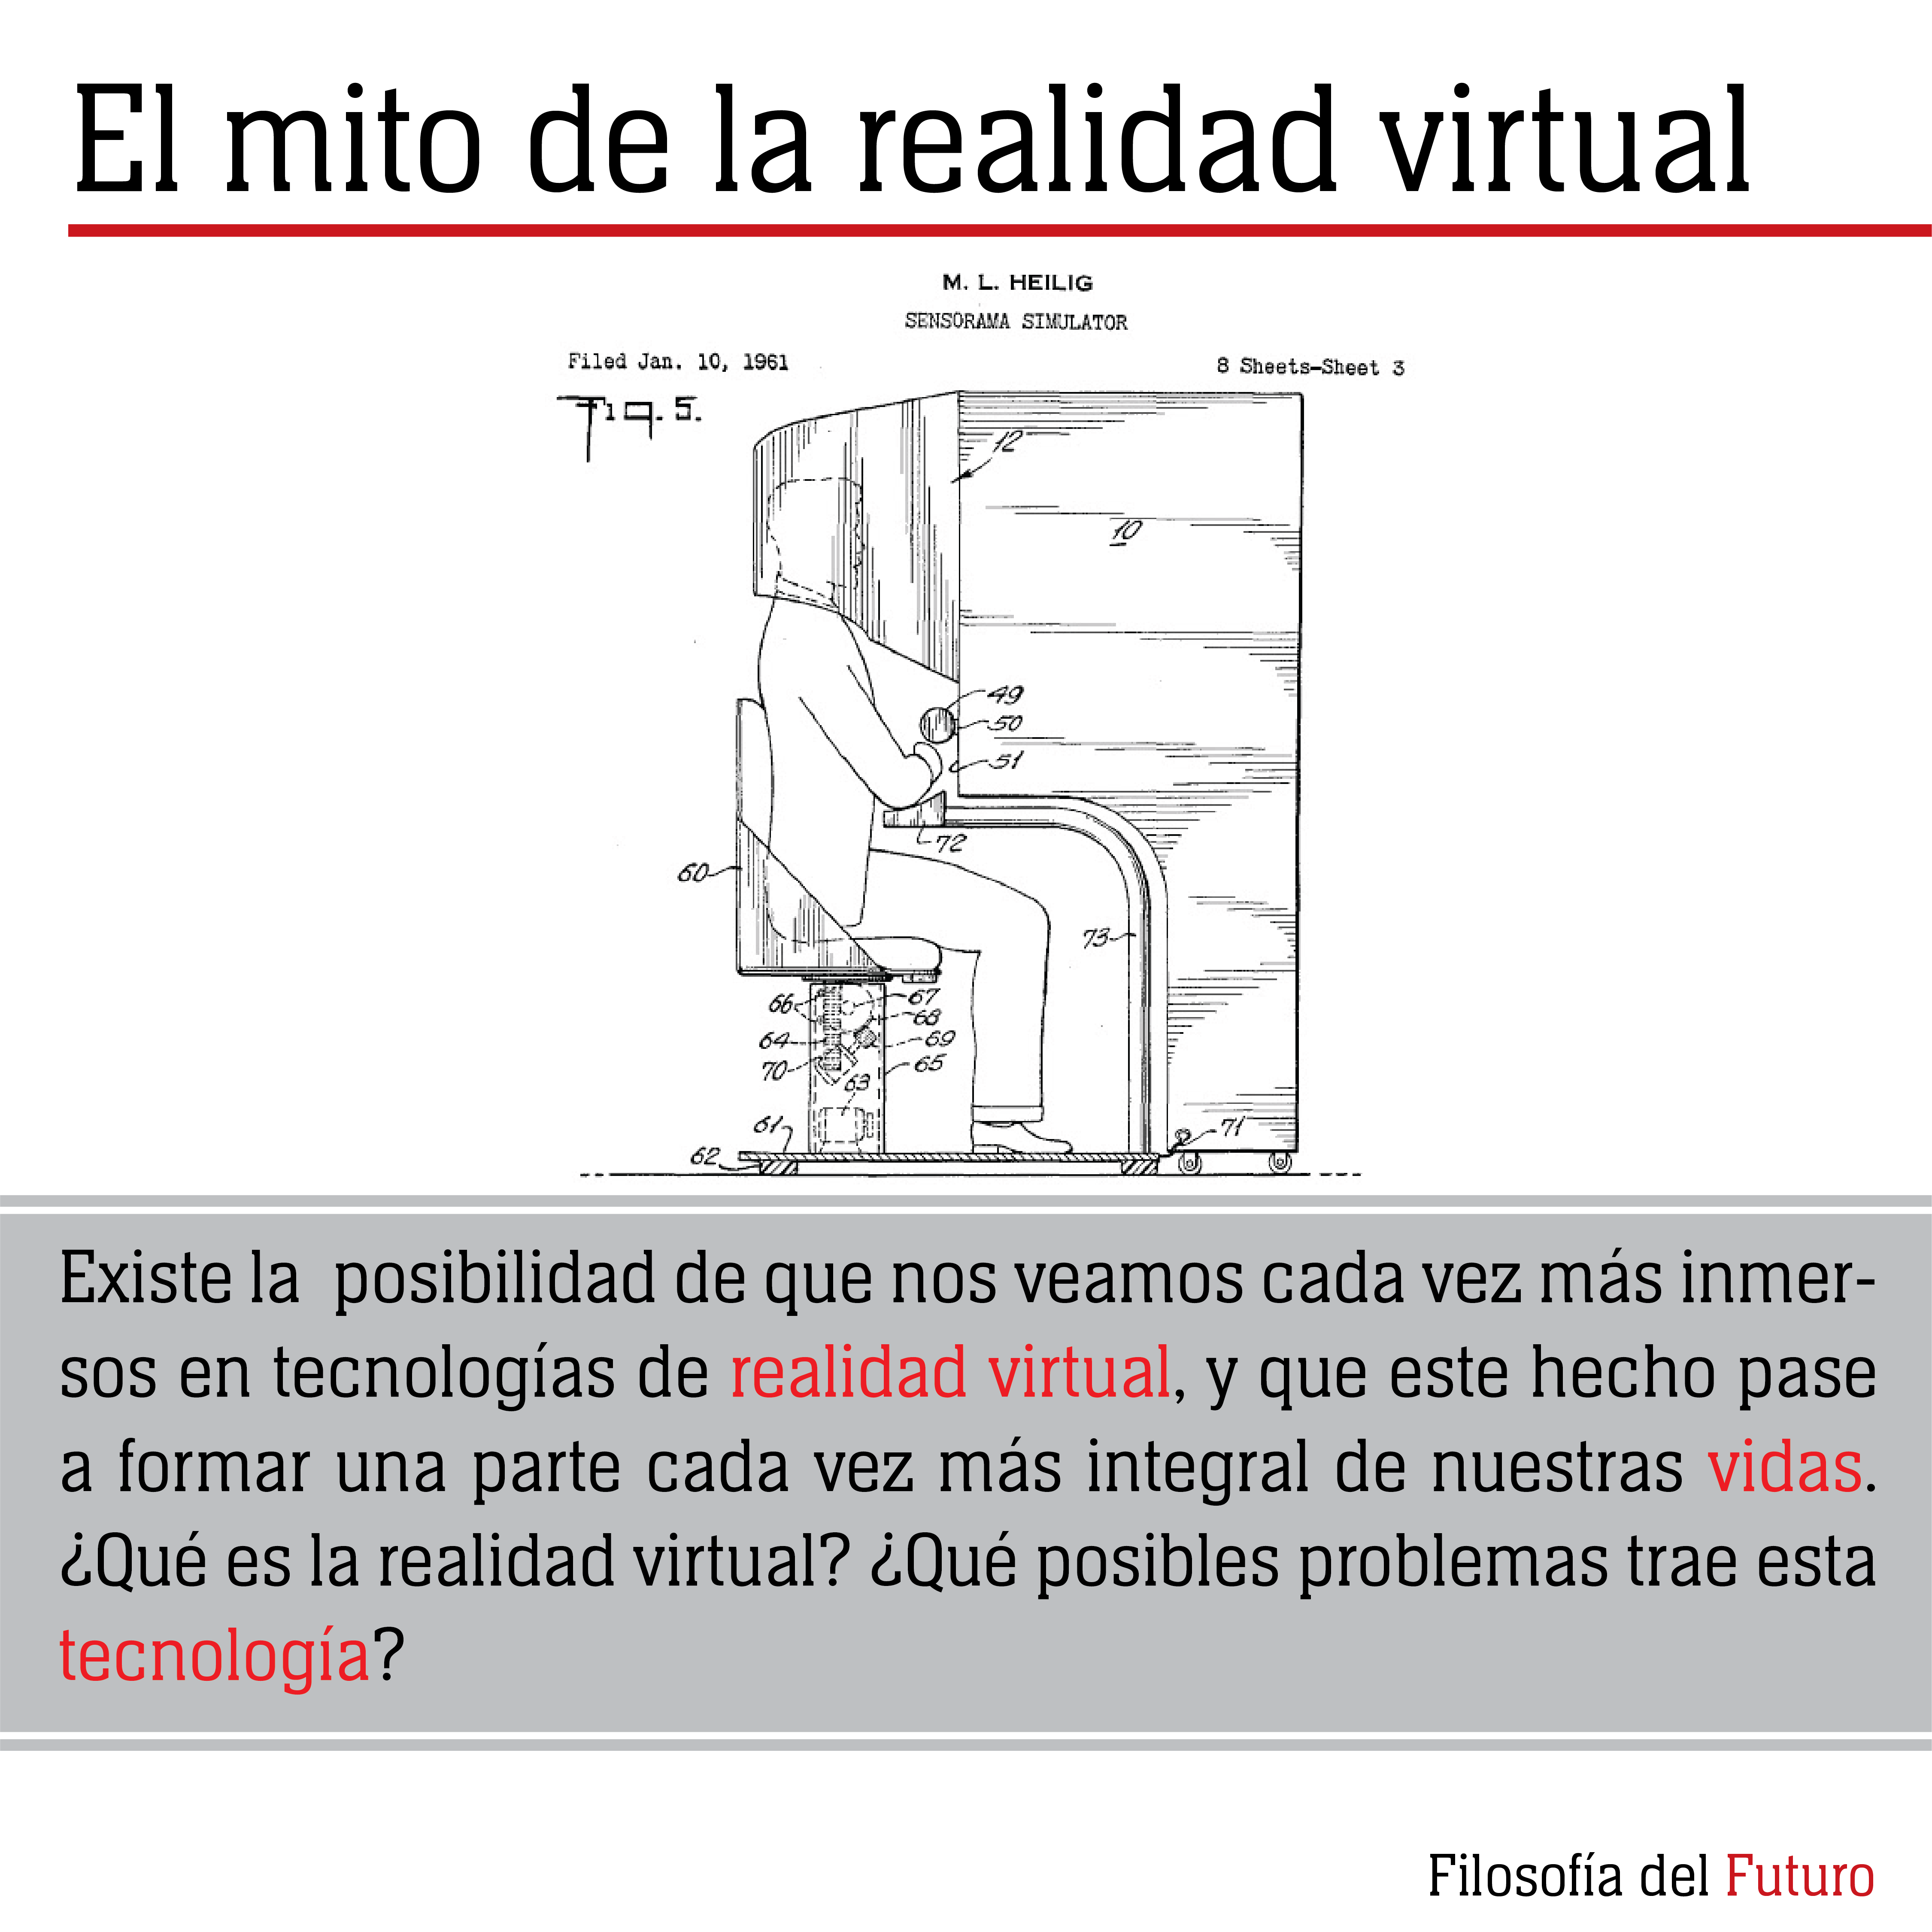 El mito de la realidad virtual
M. L. HEILIG
SENSORAMA SIMULATOR
Filed Jan. 10, 1961
8 Sheets-Sheet 3
Fig. 5.
12
10
49
50
51
72
60
73
66
67
68
64
69
70
65
63
61
71
62
Existe la posibilidad de que nos veamos cada vez más inmer-
sos en tecnologías de realidad virtual, y que este hecho pase
a formar una parte cada vez más integral de nuestras vidas.
¿Qué es la realidad virtual? ¿Qué posibles problemas trae esta
tecnología?
Filosofía del Futuro